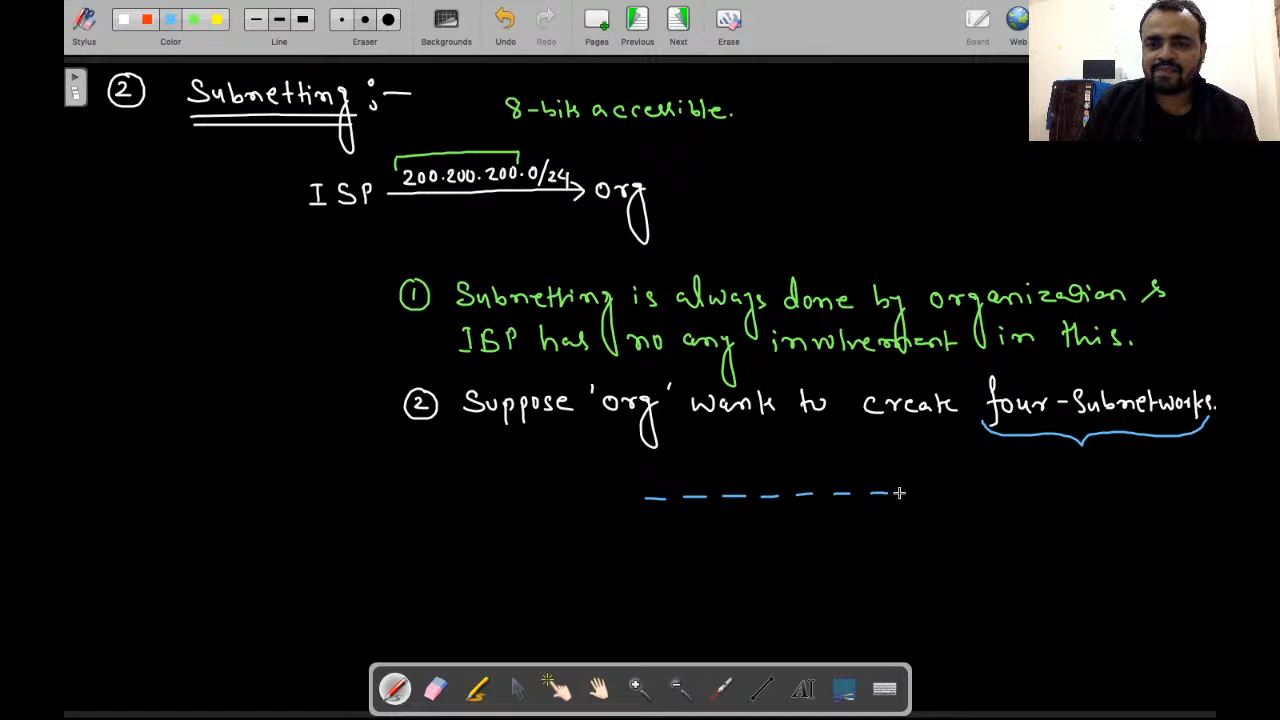 Stylus
Color
Line
Eraser
Backgrounds
Undo
Redo
Pages
Previous
Next
Erase
Board
Web
② Subnetting :-
8-bits accessible.
ISP 200.200.200.0/24 org
① Subnetting is always done by organization &
ISP has no any involvement in this.
② Suppose 'org' wants to create four-Subnetworks.
AI